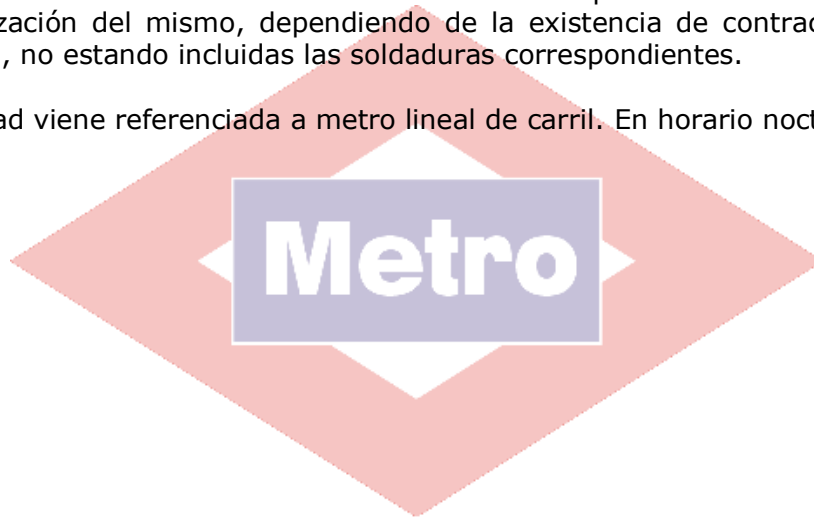 zación del mismo, dependiendo de la existencia de contrac
, no estando incluidas las soldaduras correspondientes.
ad viene referenciada a metro lineal de carril. En horario noct
Metro